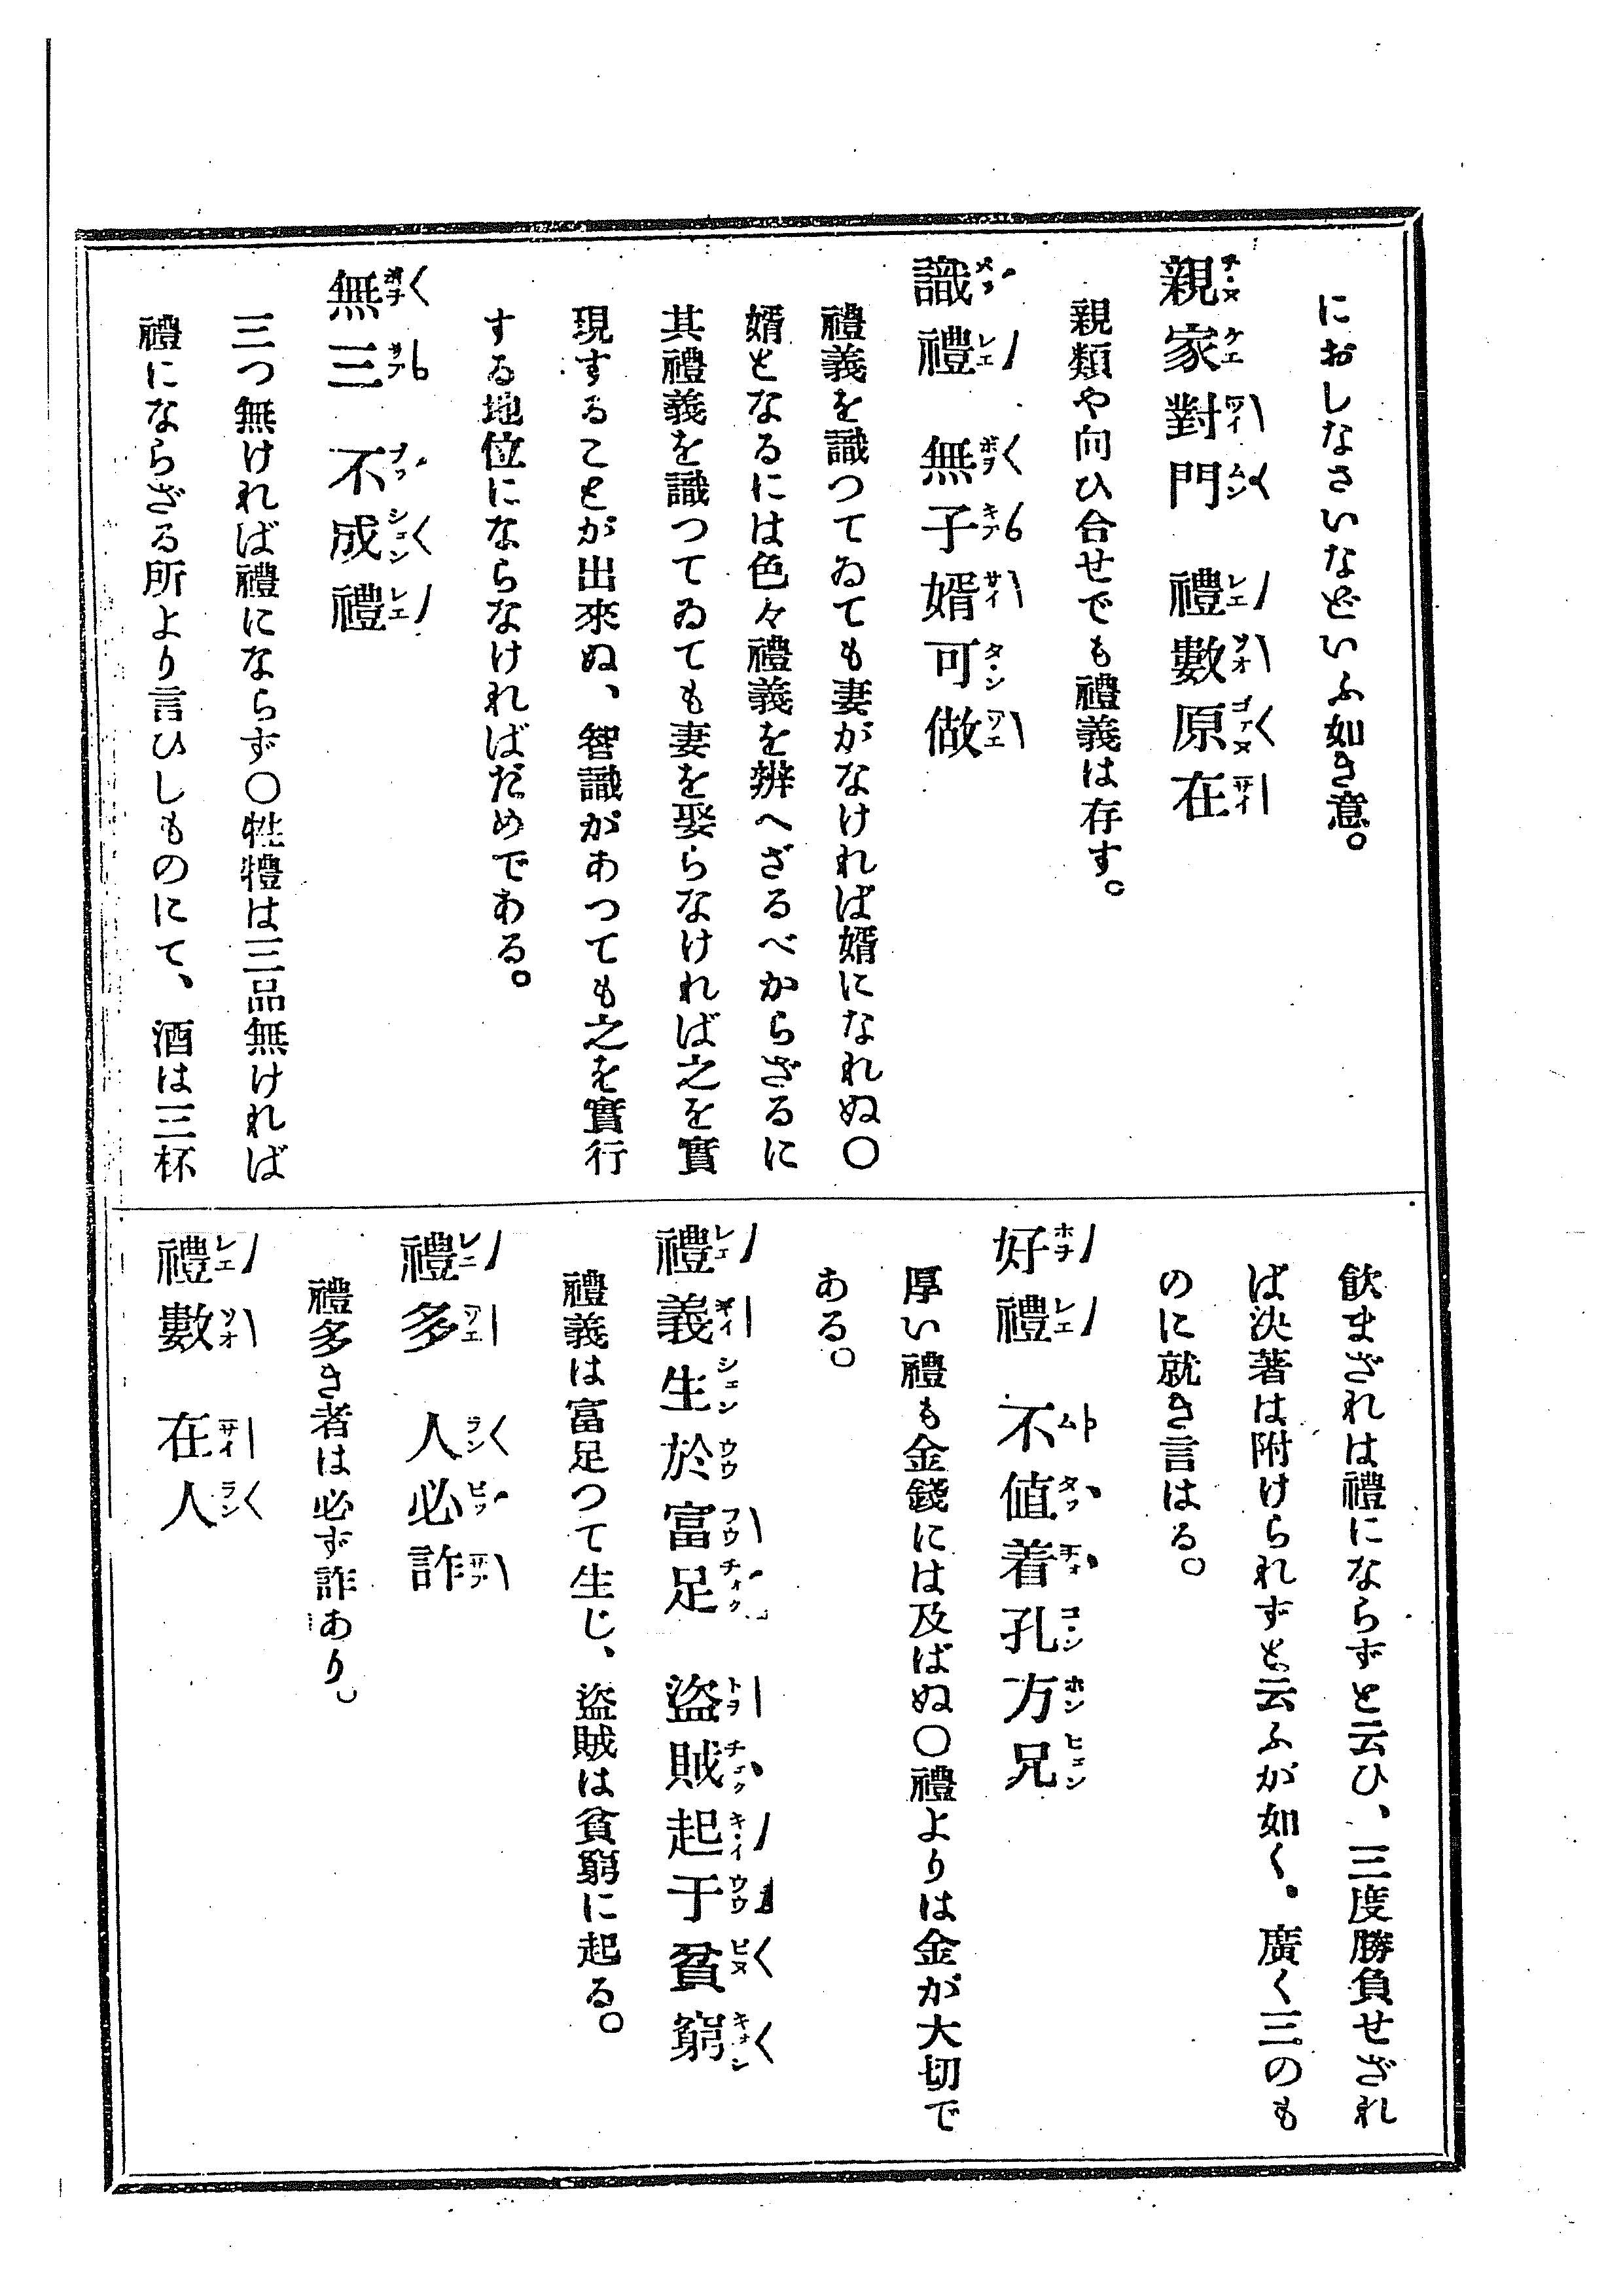 におしなさいなどいふ如き意。
親家對門　禮數原在
親類や向ひ合せでも禮義は存す。
識禮　無子婿可做
禮義を識つてゐても妻がなければ婿になれぬ〇
婿となるには色々禮義を辨へざるべからざるに
其禮義を識つてゐても妻を娶らなければ之を實
現することが出來ぬ、智識があつても之を實行
する地位にならなければだめである。
無三　不成禮
三つ無ければ禮にならず〇牲禮は三品無ければ
禮にならざる所より言ひしものにて、酒は三杯
飮まざれは禮にならずと云ひ、三度勝負せざれ
ば決著は附けられずと云ふが如く。廣く三のも
のに就き言はる。
好禮　不値着孔方兄
厚い禮も金錢には及ばぬ〇禮よりは金が大切で
ある。
禮義生於富足　盜賊起于貧窮
禮義は富足つて生じ、盜賊は貧窮に起る。
禮多　人必詐
禮多き者は必ず詐あり。
禮數　在人